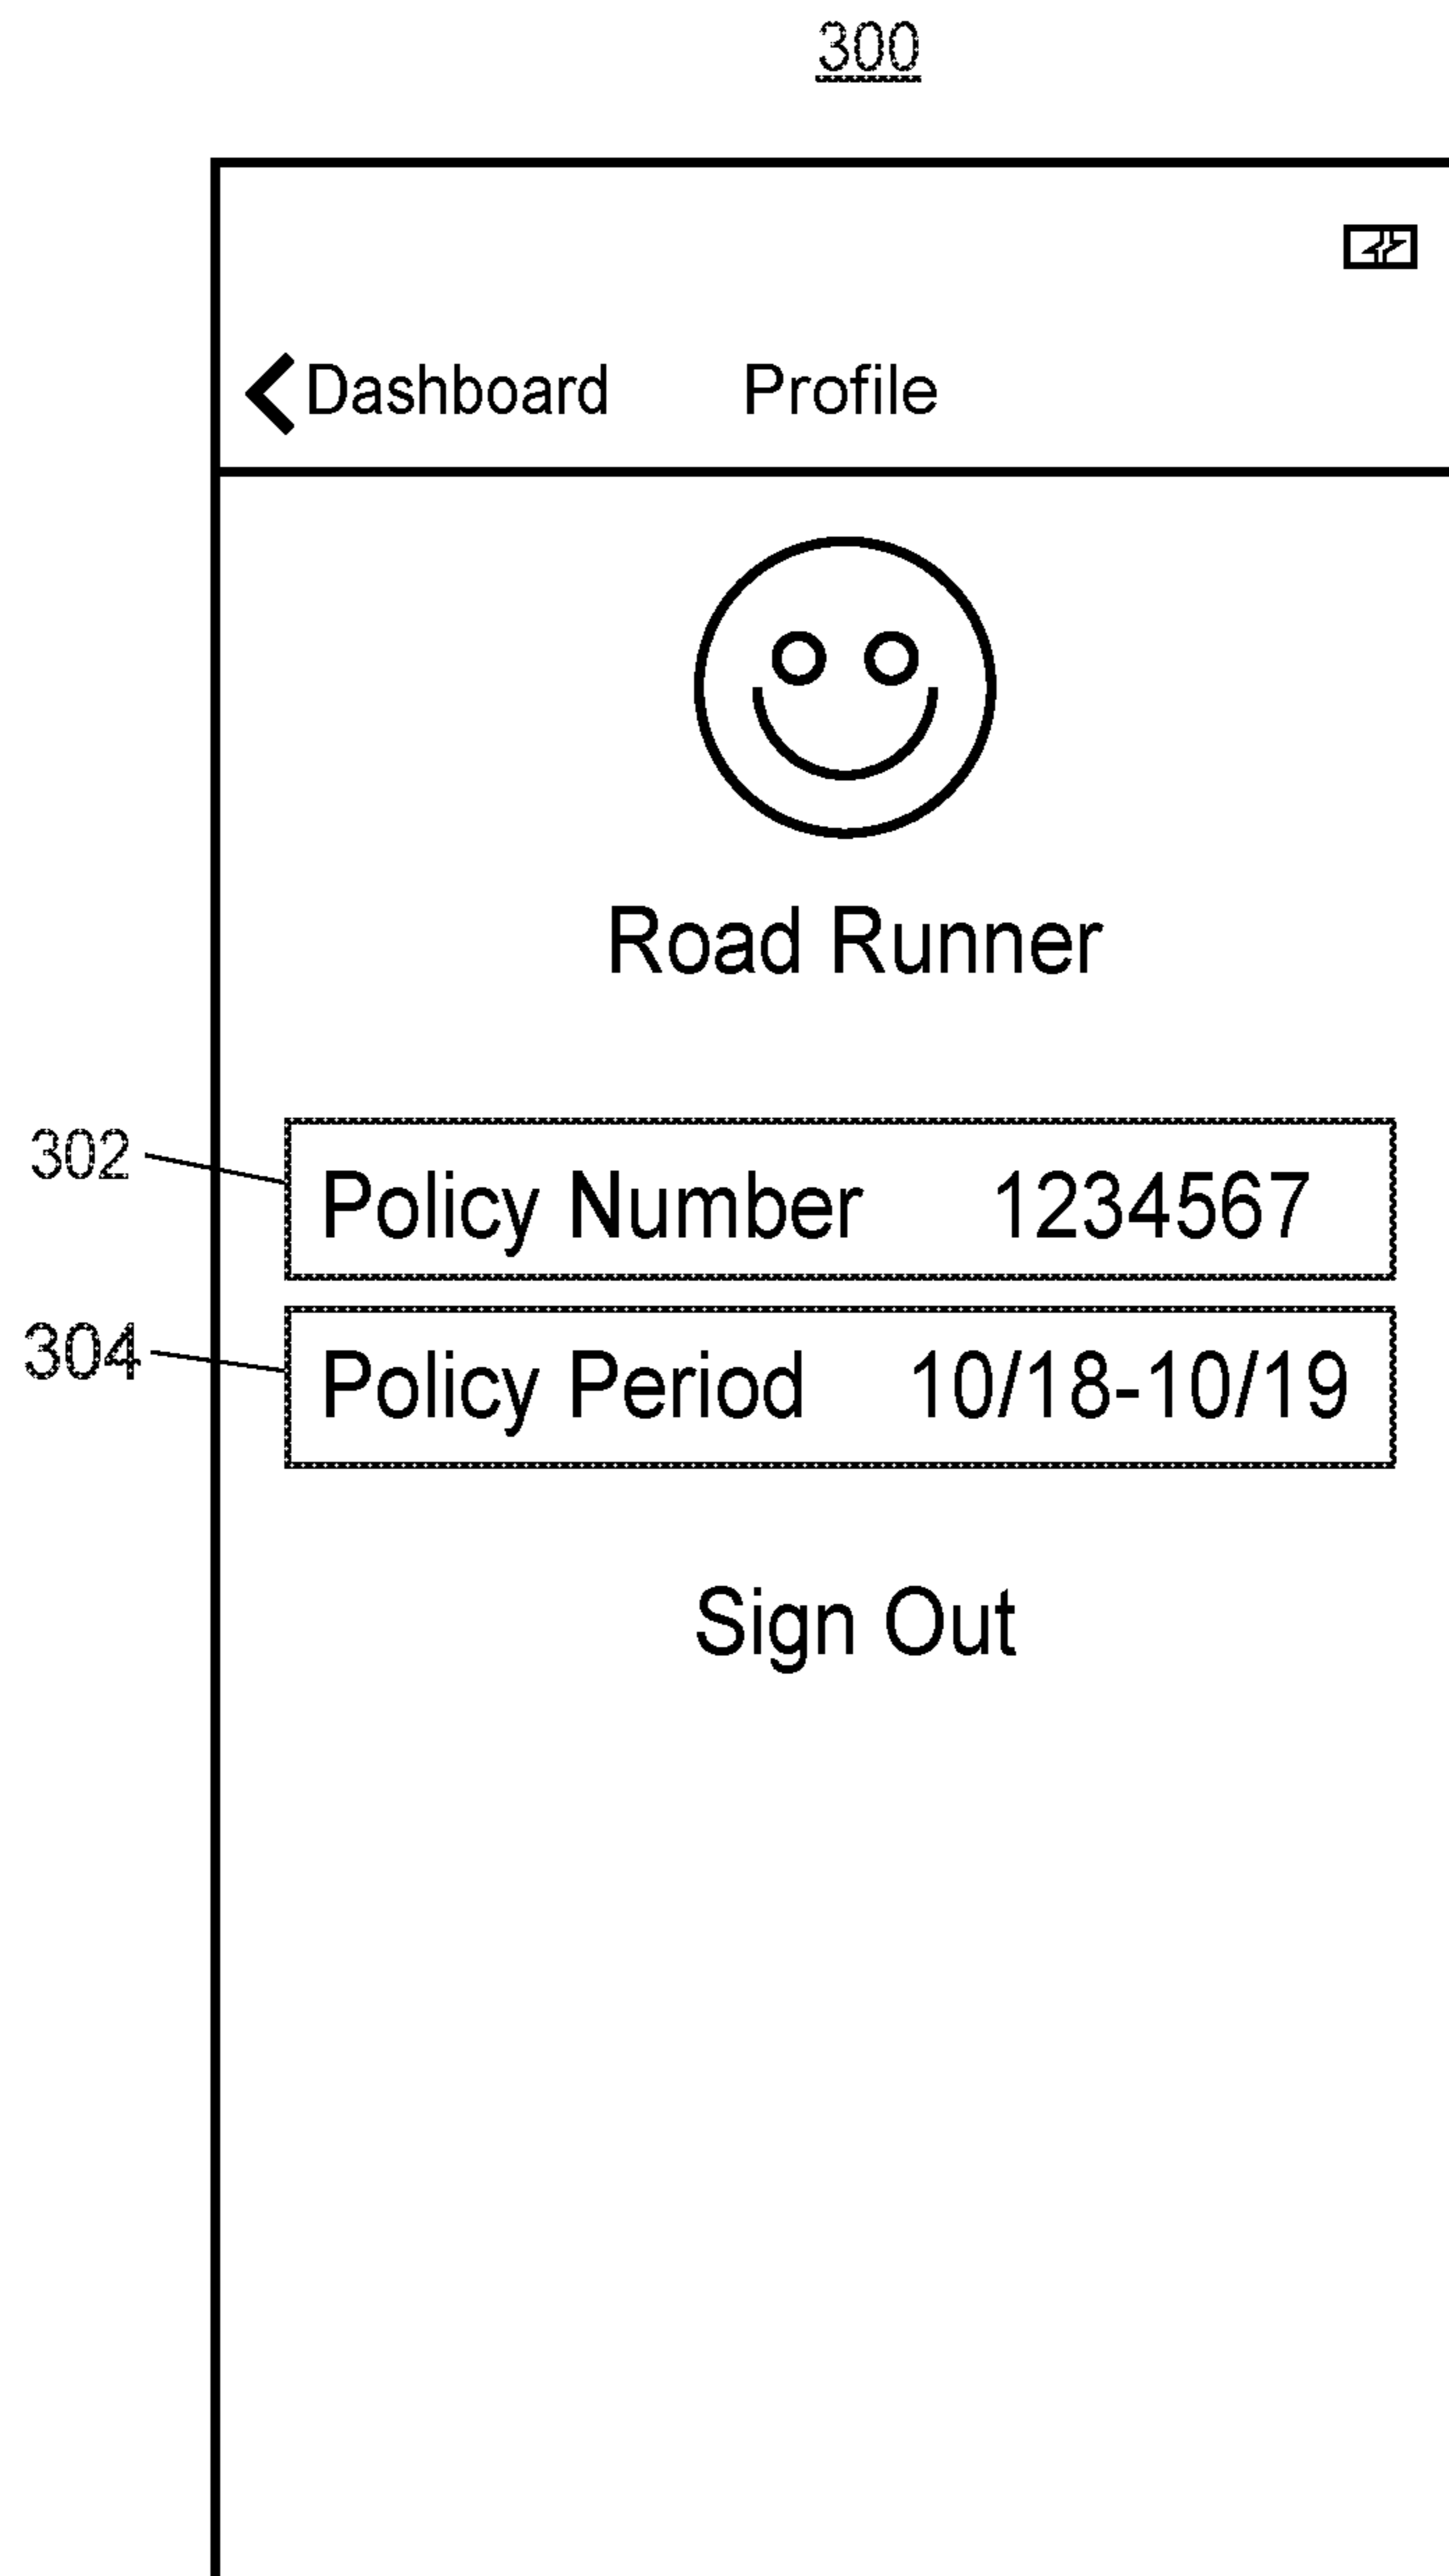 300
Dashboard Profile
Road Runner
302
Policy Number 1234567
304
Policy Period 10/18-10/19
Sign Out